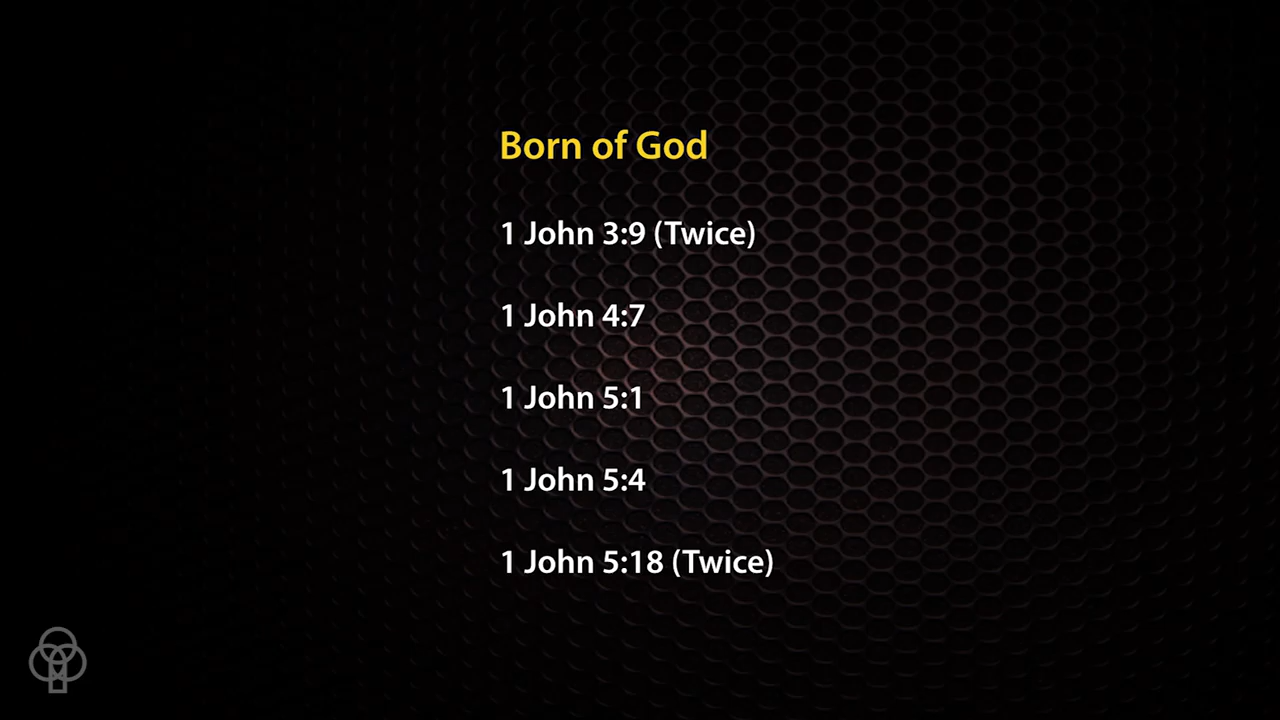 Born of God
1 John 3:9 (Twice)
1 John 4:7
1 John 5:1
1 John 5:4
1 John 5:18 (Twice)